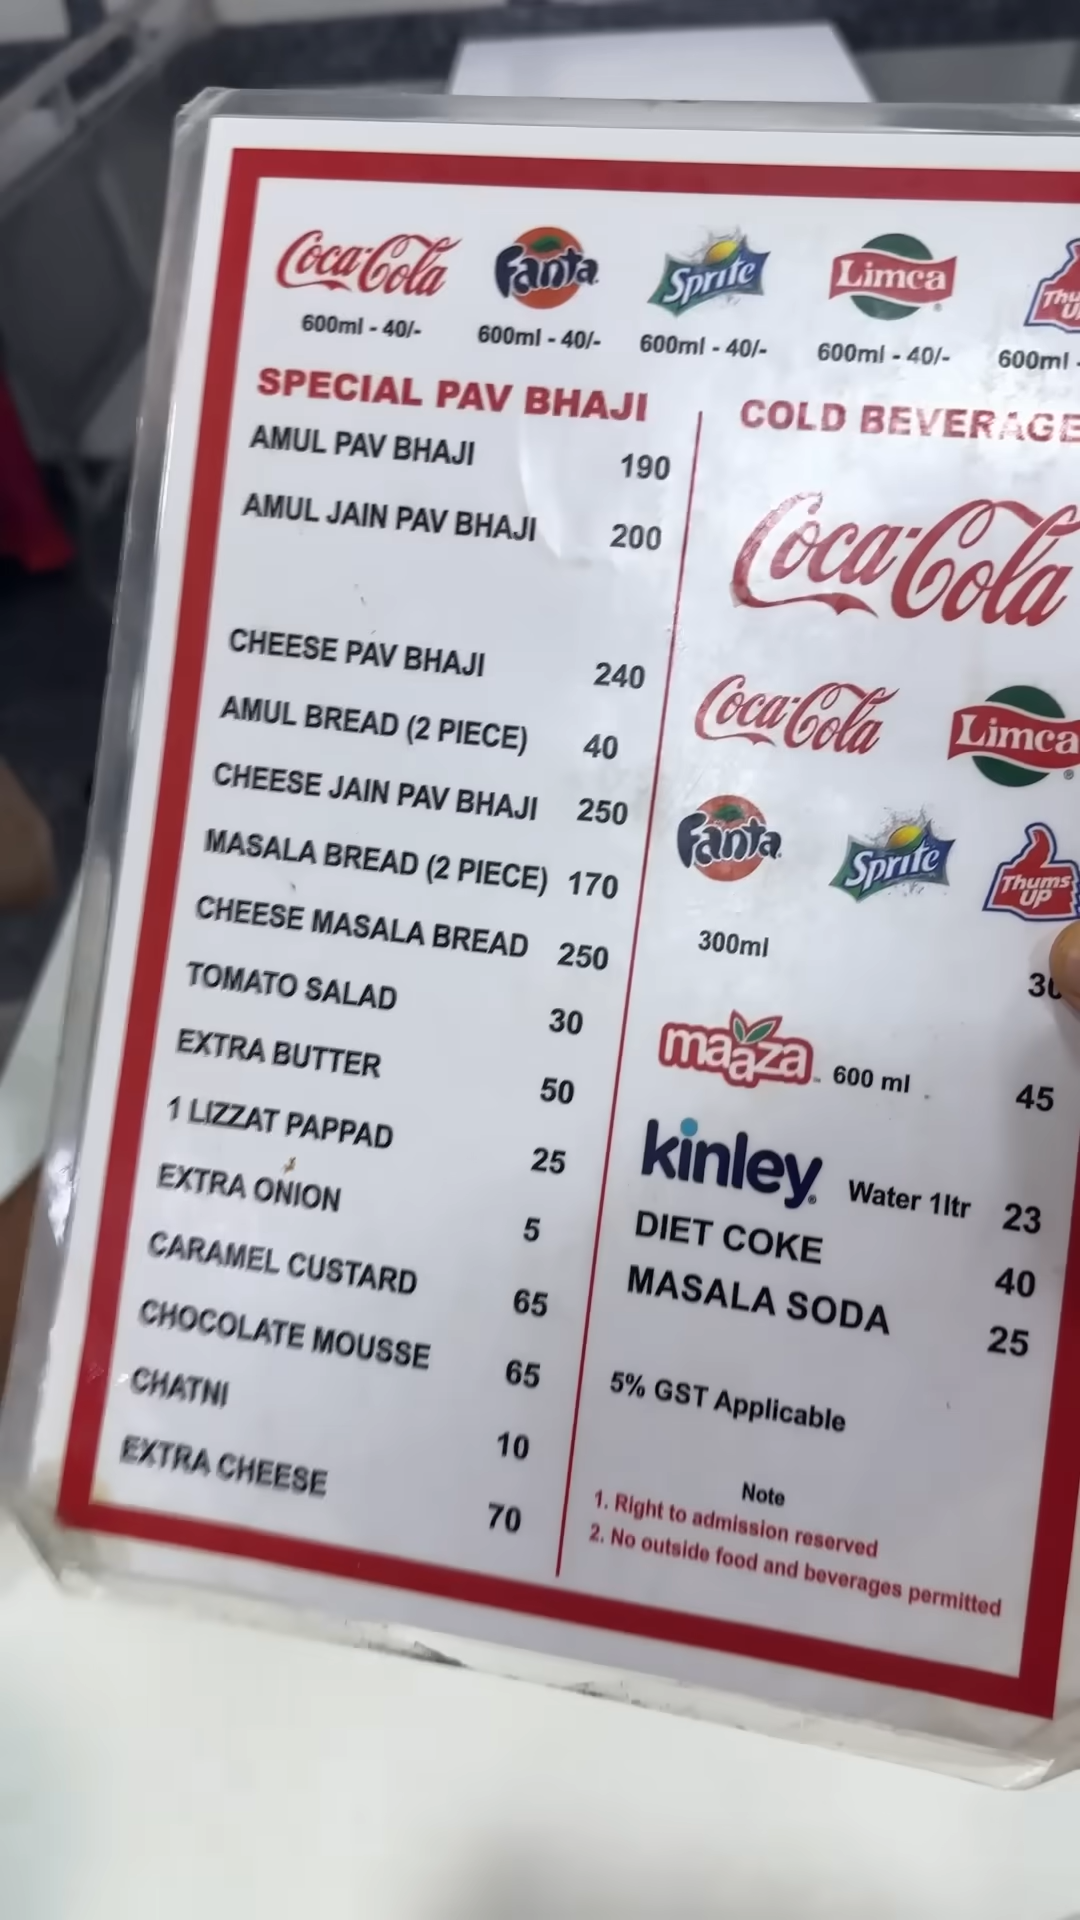 Coca-Cola Fanta Sprite Limca Thu
600ml - 40/- 600ml - 40/- 600ml - 40/- 600ml - 40/- 600ml -
SPECIAL PAV BHAJI
AMUL PAV BHAJI 190
AMUL JAIN PAV BHAJI 200
CHEESE PAV BHAJI 240
AMUL BREAD (2 PIECE) 40
CHEESE JAIN PAV BHAJI 250
MASALA BREAD (2 PIECE) 170
CHEESE MASALA BREAD 250
TOMATO SALAD 30
EXTRA BUTTER 50
1 LIZZAT PAPPAD 25
EXTRA ONION 5
CARAMEL CUSTARD 65
CHOCOLATE MOUSSE 65
CHATNI 10
EXTRA CHEESE 70
COLD BEVERAGE
Coca-Cola
Coca-Cola Limca
Fanta Sprite Thums UP
300ml
maaza 600 ml 45
kinley Water 1ltr 23
DIET COKE 40
MASALA SODA 25
5% GST Applicable
Note
1. Right to admission reserved
2. No outside food and beverages permitted